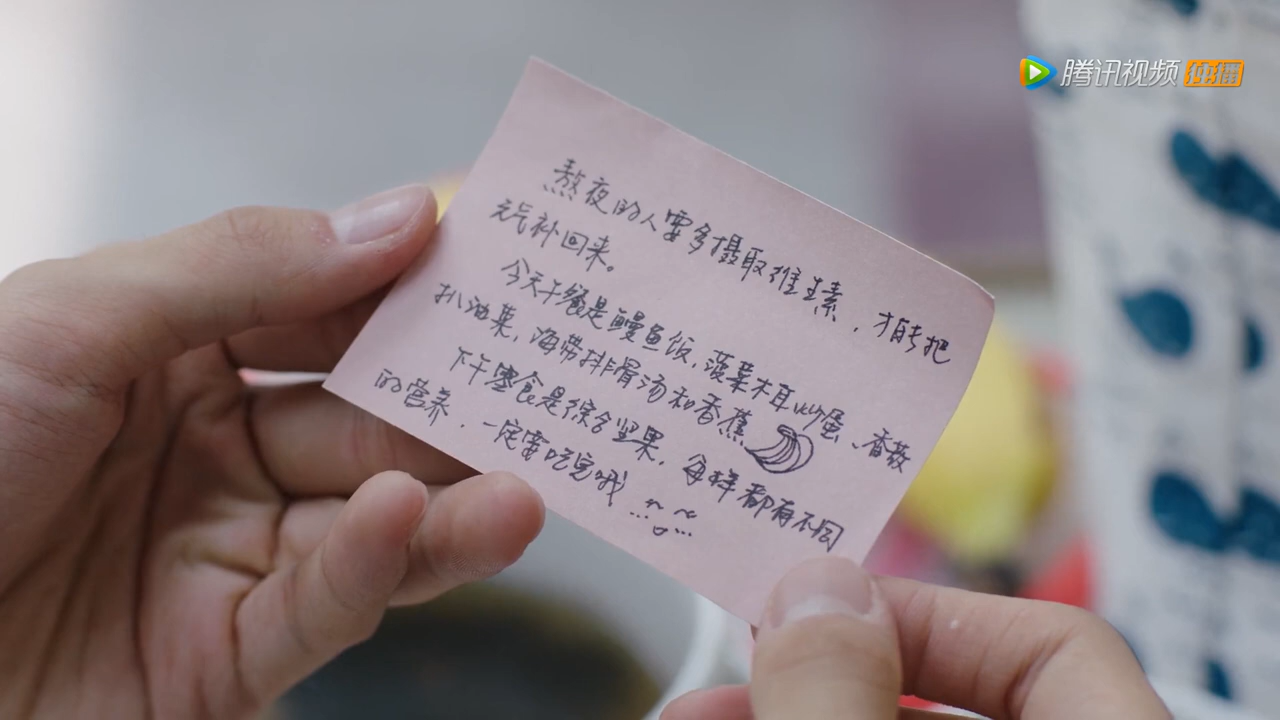 腾讯视频 独播
熬夜的人要多摄取维生素，才能把
元气补回来。
今天午餐是鳗鱼饭，菠菜木耳炒蛋、香菇
扒油菜，海带排骨汤和香蕉
下午零食是综合坚果，每样都有不同
的营养，一定要吃完哦